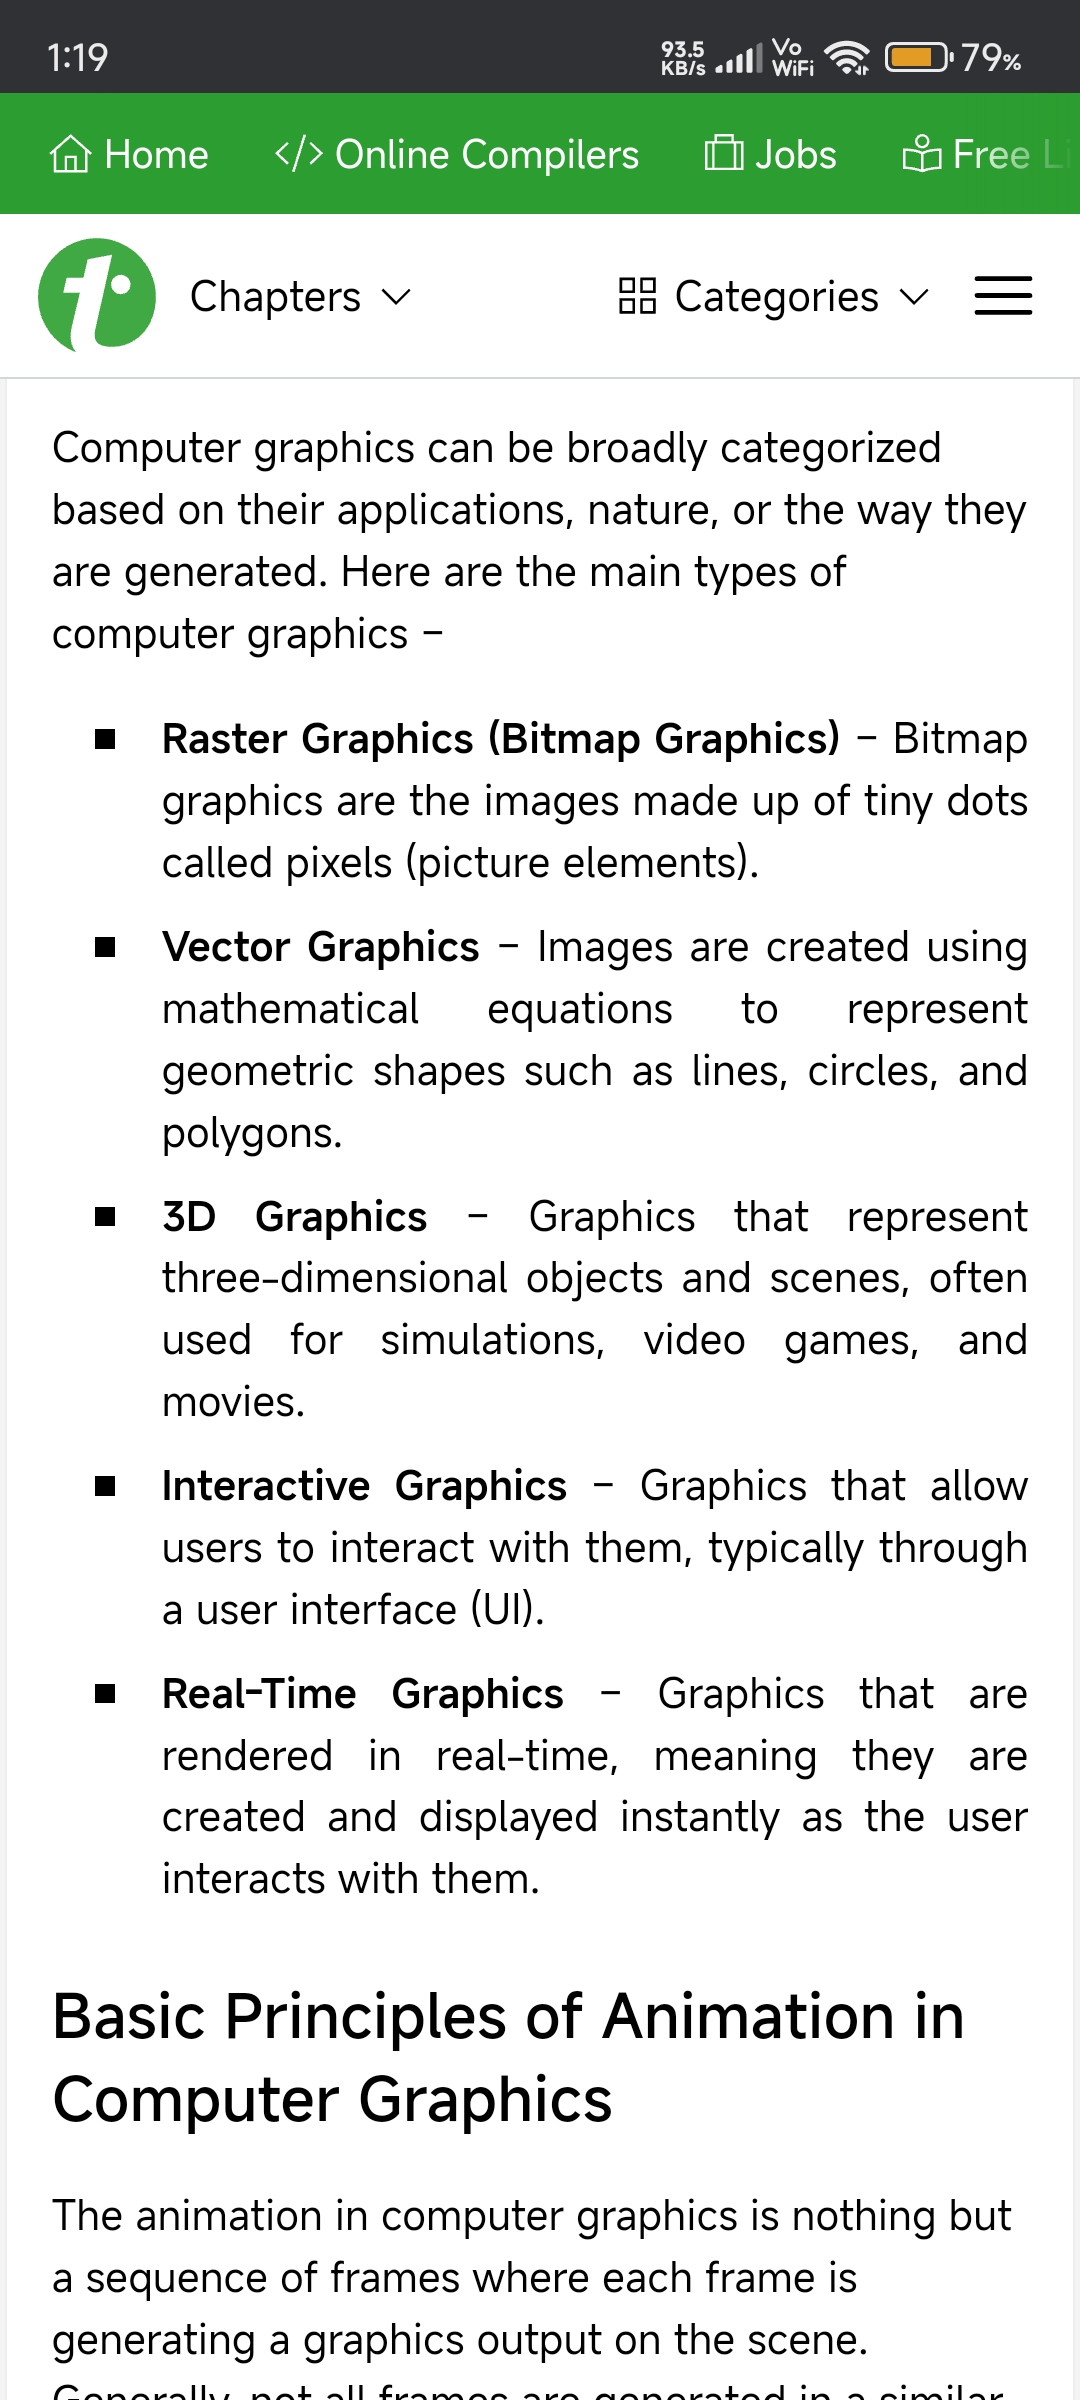 1:19
93.5 KB/s Vo WiFi 79%
Home Online Compilers Jobs Free
Chapters Categories
Computer graphics can be broadly categorized
based on their applications, nature, or the way they
are generated. Here are the main types of
computer graphics –
■ Raster Graphics (Bitmap Graphics) – Bitmap
graphics are the images made up of tiny dots
called pixels (picture elements).
■ Vector Graphics – Images are created using
mathematical equations to represent
geometric shapes such as lines, circles, and
polygons.
■ 3D Graphics – Graphics that represent
three-dimensional objects and scenes, often
used for simulations, video games, and
movies.
■ Interactive Graphics – Graphics that allow
users to interact with them, typically through
a user interface (UI).
■ Real-Time Graphics – Graphics that are
rendered in real-time, meaning they are
created and displayed instantly as the user
interacts with them.
Basic Principles of Animation in
Computer Graphics
The animation in computer graphics is nothing but
a sequence of frames where each frame is
generating a graphics output on the scene.
Generally, not all frames are generated in a similar